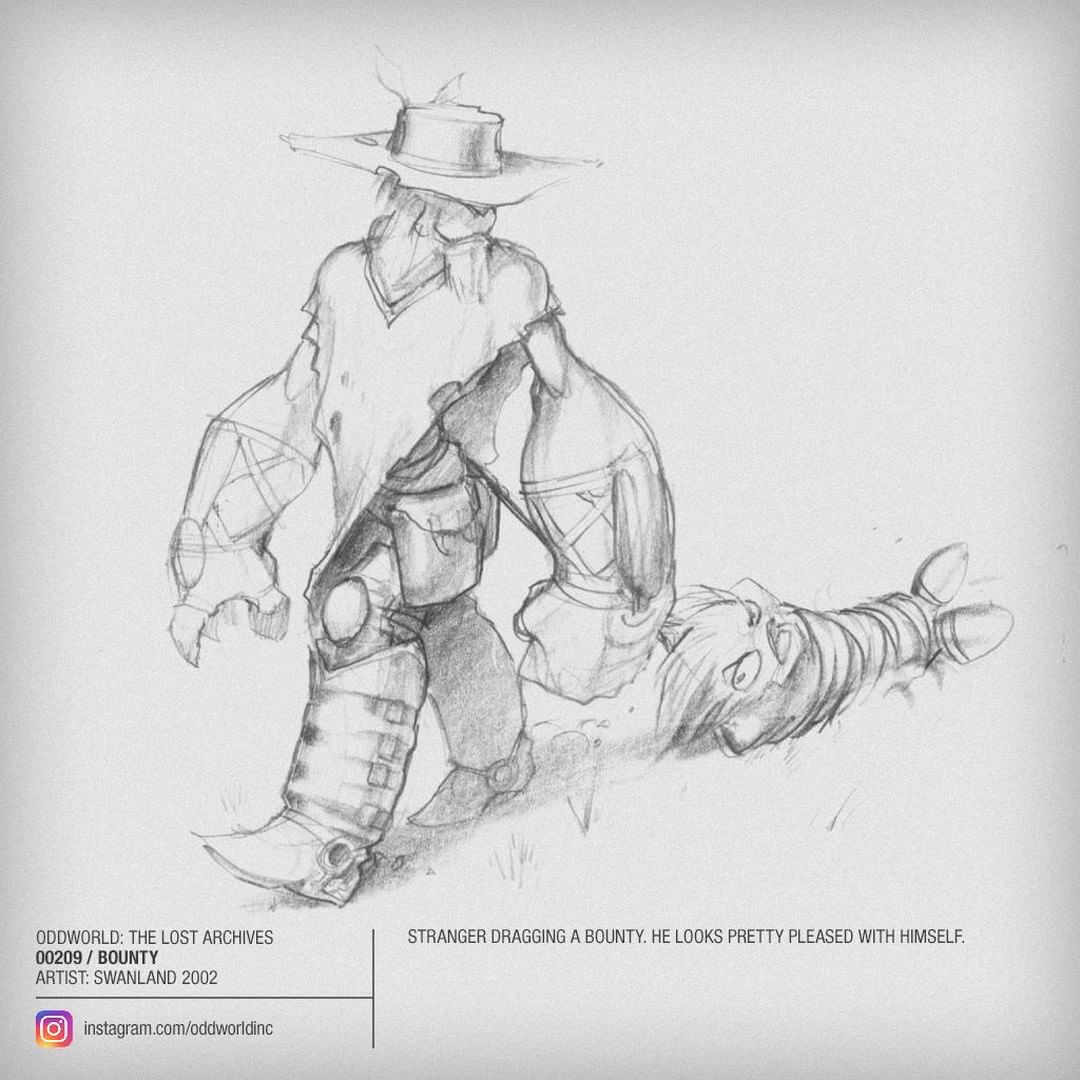 ODDWORLD: THE LOST ARCHIVES
00209 / BOUNTY
ARTIST: SWANLAND 2002
instagram.com/oddworldinc
STRANGER DRAGGING A BOUNTY. HE LOOKS PRETTY PLEASED WITH HIMSELF.